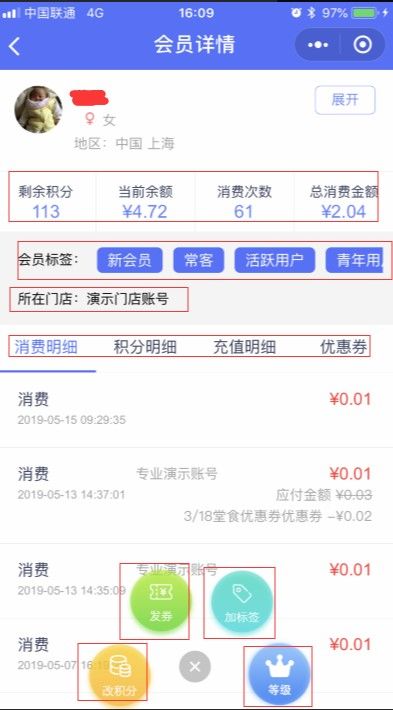 中国联通 4G 16:09 97%
会员详情
展开
女
地区：中国 上海
剩余积分 当前余额 消费次数 总消费金额
113 ¥4.72 61 ¥2.04
会员标签： 新会员 常客 活跃用户 青年用
所在门店：演示门店账号
消费明细 积分明细 充值明细 优惠券
消费 ¥0.01
2019-05-15 09:29:35
消费 专业演示账号 ¥0.01
2019-05-13 14:37:01 应付金额 ¥0.03
3/18堂食优惠券优惠券 -¥0.02
消费 专业演示账号 ¥0.01
2019-05-13 14:35:09
发券 加标签
消费 ¥0.01
2019-05-07 16:19
改积分 等级